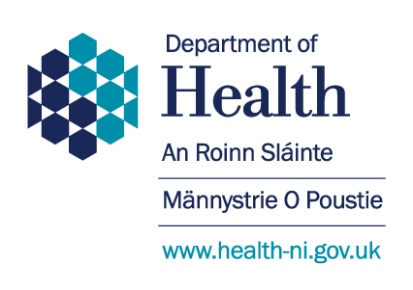 Department of
Health
An Roinn Sláinte
Männystrie O Poustie
www.health-ni.gov.uk